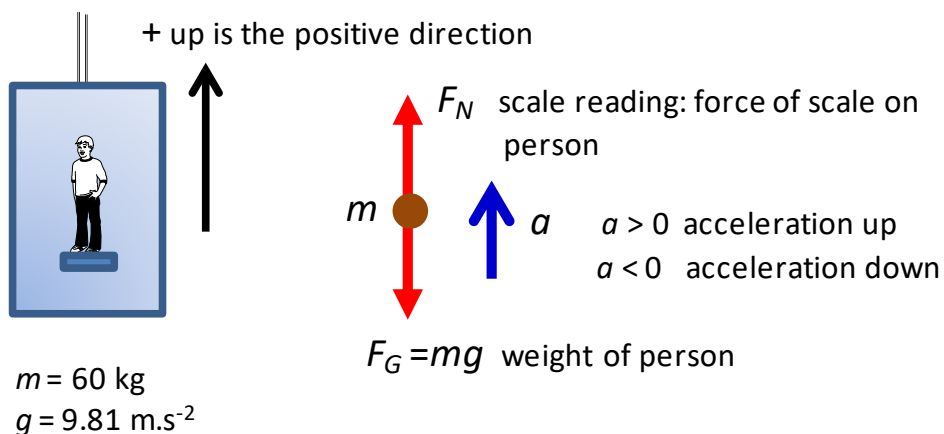 + up is the positive direction
F_N scale reading: force of scale on
person
m
a a > 0 acceleration up
a < 0 acceleration down
F_G =mg weight of person
m = 60 kg
g = 9.81 m.s⁻²